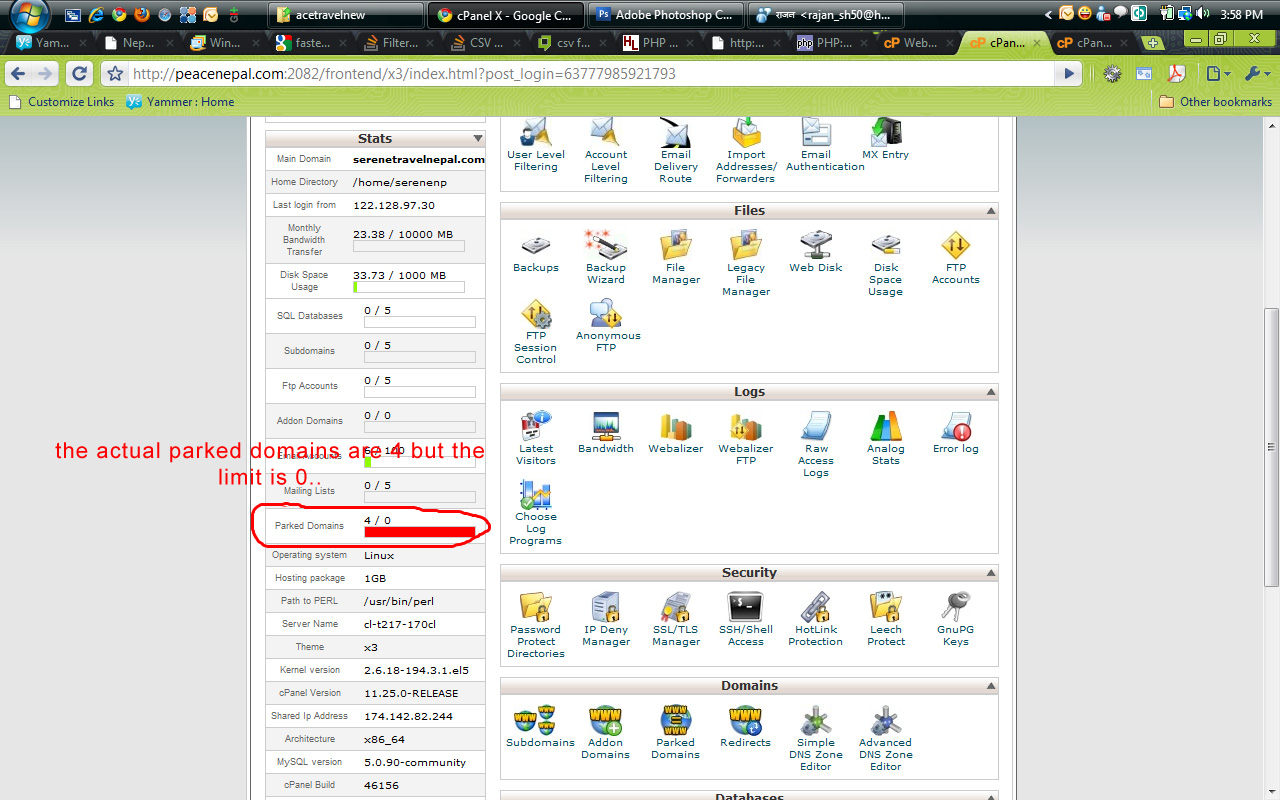 acetravelnew
cPanel X - Google C...
Adobe Photoshop C...
राजन <rajan_sh50@h...
3:58 PM
Yam...
Nep...
Win...
faste...
Filter...
CSV ...
csv f...
PHP ...
http:...
PHP:...
Web...
cPan...
cPan...
http://peacenepal.com:2082/frontend/x3/index.html?post_login=63777985921793
Customize Links
Yammer : Home
Other bookmarks
Stats
Main Domain serenetravelnepal.com
Home Directory /home/serenenp
Last login from 122.128.97.30
Monthly Bandwidth Transfer 23.38 / 10000 MB
Disk Space Usage 33.73 / 1000 MB
SQL Databases 0 / 5
Subdomains 0 / 5
Ftp Accounts 0 / 5
Addon Domains 0 / 0
the actual parked domains are 4 but the
limit is 0..
Mailing Lists 0 / 5
Parked Domains 4 / 0
Operating system Linux
Hosting package 1GB
Path to PERL /usr/bin/perl
Server Name cl-t217-170cl
Theme x3
Kernel version 2.6.18-194.3.1.el5
cPanel Version 11.25.0-RELEASE
Shared Ip Address 174.142.82.244
Architecture x86_64
MySQL version 5.0.90-community
cPanel Build 46156
User Level Filtering
Account Level Filtering
Email Delivery Route
Import Addresses/ Forwarders
Email Authentication
MX Entry
Files
Backups
Backup Wizard
File Manager
Legacy File Manager
Web Disk
Disk Space Usage
FTP Accounts
FTP Session Control
Anonymous FTP
Logs
Latest Visitors
Bandwidth
Webalizer
Webalizer FTP
Raw Access Logs
Analog Stats
Error log
Choose Log Programs
Security
Password Protect Directories
IP Deny Manager
SSL/TLS Manager
SSH/Shell Access
HotLink Protection
Leech Protect
GnuPG Keys
Domains
Subdomains
Addon Domains
Parked Domains
Redirects
Simple DNS Zone Editor
Advanced DNS Zone Editor
Databases